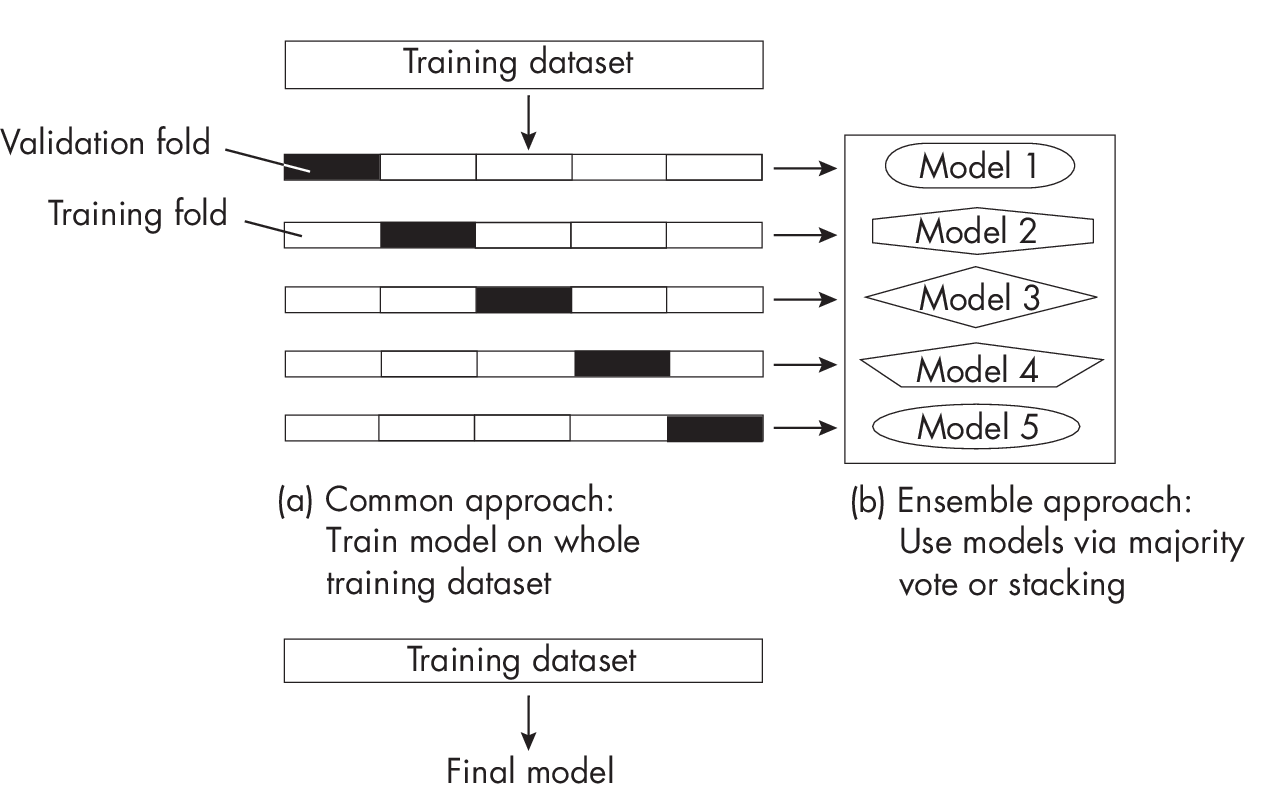 Training dataset
Validation fold
Training fold
Model 1
Model 2
Model 3
Model 4
Model 5
(a) Common approach:
Train model on whole
training dataset
(b) Ensemble approach:
Use models via majority
vote or stacking
Training dataset
Final model